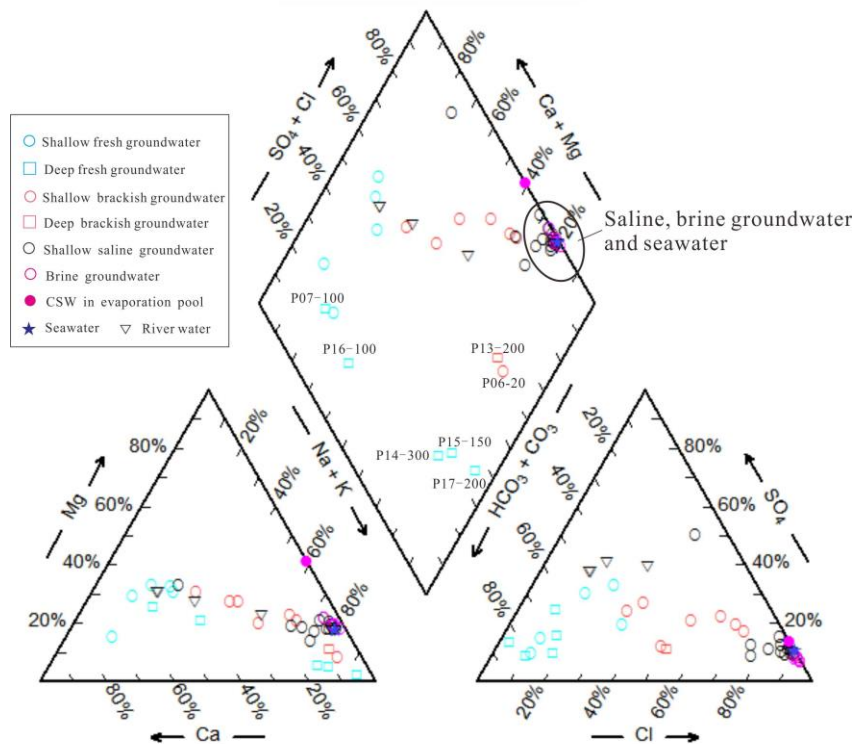 80%
80%
SO₄ + Cl
Ca + Mg
60%
60%
40%
40%
20%
20%
Shallow fresh groundwater
Deep fresh groundwater
Shallow brackish groundwater
Deep brackish groundwater
Shallow saline groundwater
Brine groundwater
CSW in evaporation pool
Seawater
River water
Saline, brine groundwater
and seawater
P07-100
P16-100
P13-200
P06-20
P14-300
P15-150
P17-200
Na + K
HCO₃ + CO₃
Mg
80%
60%
40%
20%
20%
40%
60%
80%
80%
60%
40%
20%
Ca
20%
40%
60%
80%
SO₄
80%
60%
40%
20%
20%
40%
60%
80%
Cl